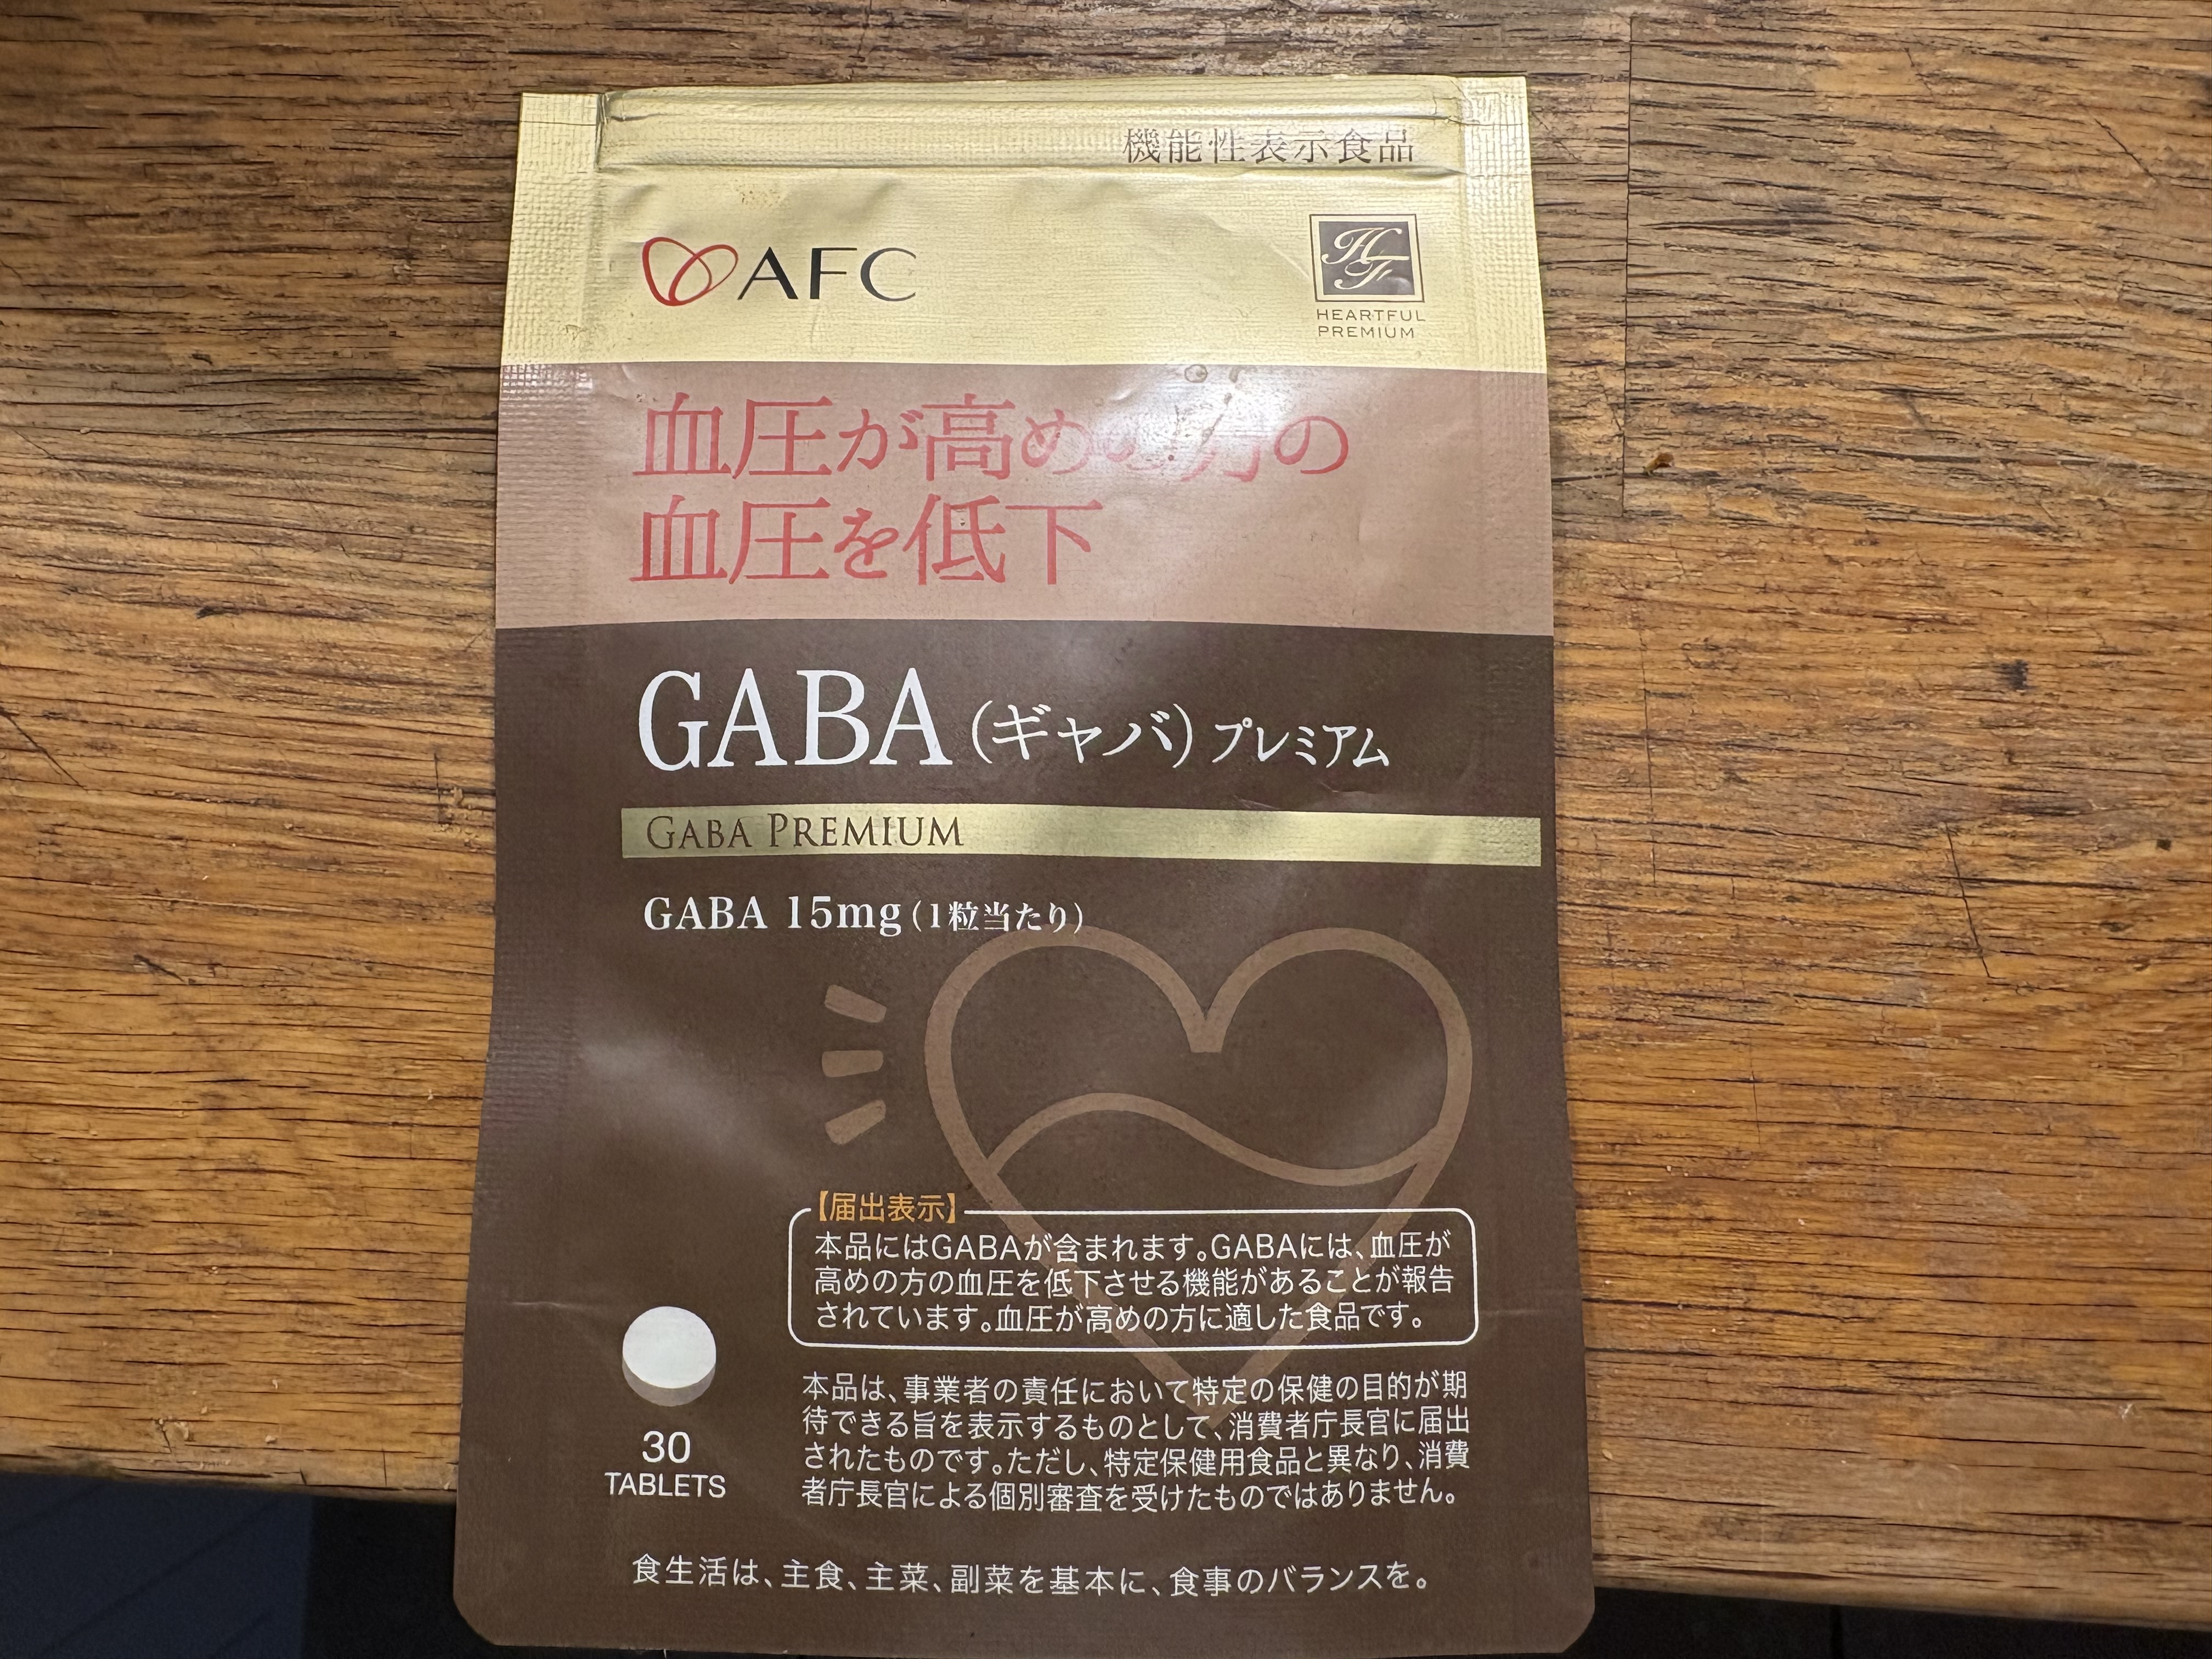 機能性表示食品
AFC
HF
HEARTFUL
PREMIUM
血圧が高めの方の
血圧を低下
GABA(ギャバ)プレミアム
GABA PREMIUM
GABA 15mg(1粒当たり)
【届出表示】
本品にはGABAが含まれます。GABAには、血圧が
高めの方の血圧を低下させる機能があることが報告
されています。血圧が高めの方に適した食品です。
本品は、事業者の責任において特定の保健の目的が期
待できる旨を表示するものとして、消費者庁長官に届出
されたものです。ただし、特定保健用食品と異なり、消費
者庁長官による個別審査を受けたものではありません。
30
TABLETS
食生活は、主食、主菜、副菜を基本に、食事のバランスを。